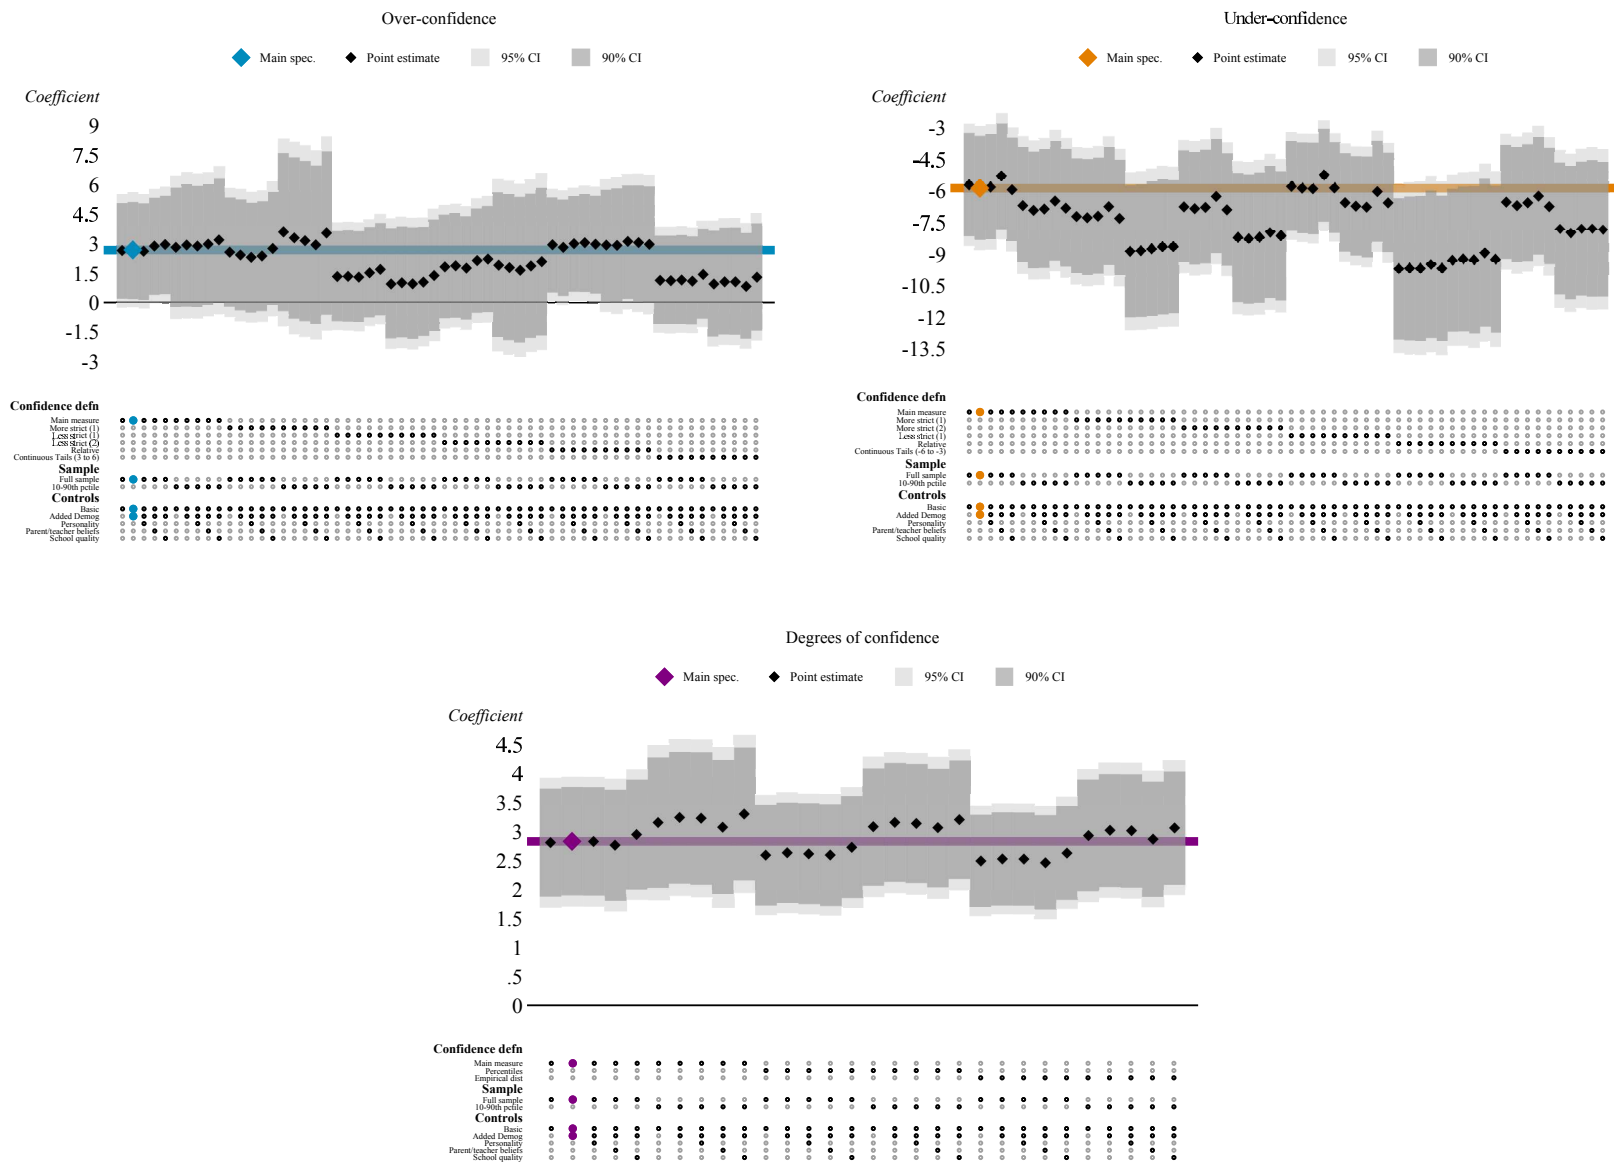 Over-confidence
Main spec. Point estimate 95% CI 90% CI
Coefficient
9
7.5
6
4.5
3
1.5
0
-1.5
-3
Confidence defn
Main measure
More strict (1)
Less strict (1)
Less strict (2)
Relative
Continuous Tails (3 to 6)
Sample
Full sample
10-90th pctile
Controls
Basic
Added Demog
Personality
Parent/teacher beliefs
School quality
Under-confidence
Main spec. Point estimate 95% CI 90% CI
Coefficient
-3
-4.5
-6
-7.5
-9
-10.5
-12
-13.5
Confidence defn
Main measure
More strict (1)
More strict (2)
Less strict (1)
Relative
Continuous Tails (-6 to -3)
Sample
Full sample
10-90th pctile
Controls
Basic
Added Demog
Personality
Parent/teacher beliefs
School quality
Degrees of confidence
Main spec. Point estimate 95% CI 90% CI
Coefficient
4.5
4
3.5
3
2.5
2
1.5
1
.5
0
Confidence defn
Main measure
Percentiles
Empirical dist
Sample
Full sample
10-90th pctile
Controls
Basic
Added Demog
Personality
Parent/teacher beliefs
School quality